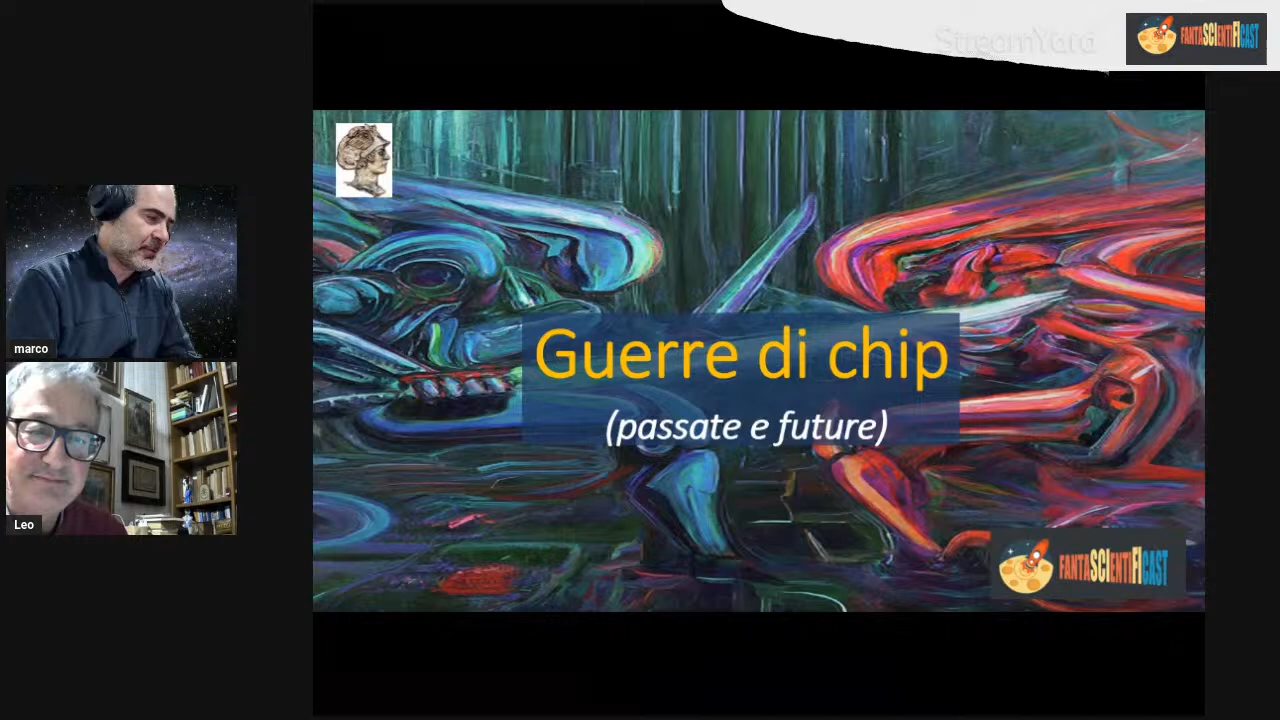 StreamYard
FANTASCIENTIFICAST
marco
Leo
Guerre di chip
(passate e future)
FANTASCIENTIFICAST